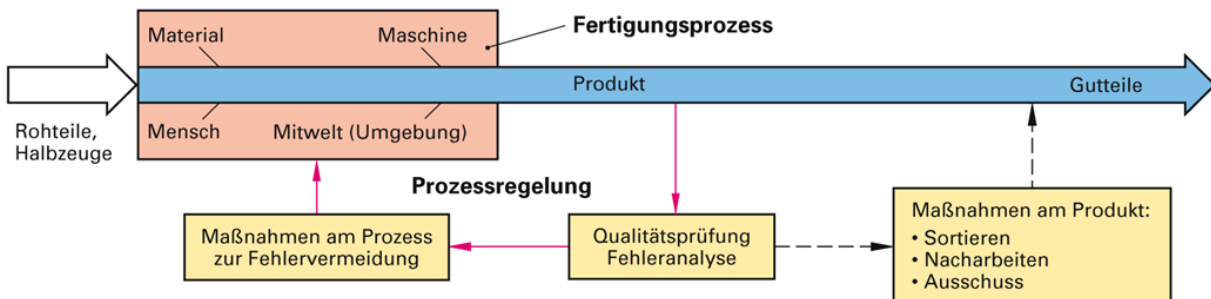 Material
Maschine
Fertigungsprozess
Produkt
Gutteile
Mensch
Mitwelt (Umgebung)
Rohteile,
Halbzeuge
Prozessregelung
Maßnahmen am Prozess
zur Fehlervermeidung
Qualitätsprüfung
Fehleranalyse
Maßnahmen am Produkt:
• Sortieren
• Nacharbeiten
• Ausschuss